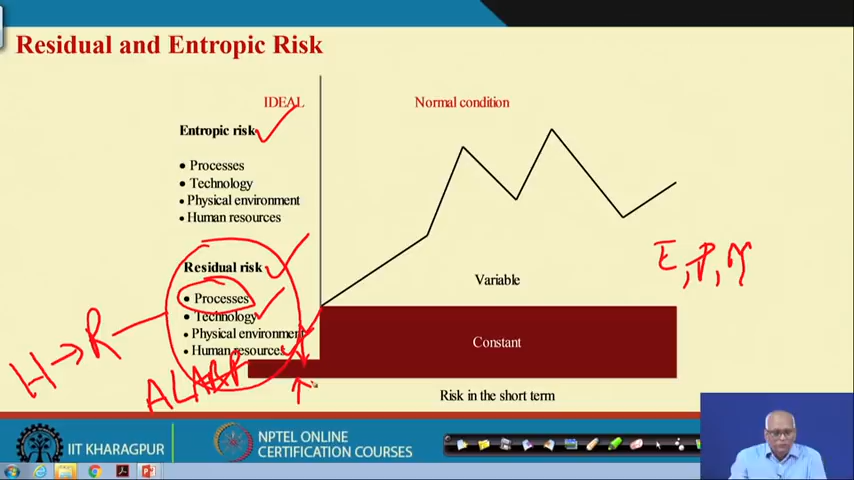 Residual and Entropic Risk
IDEAL
Normal condition
Entropic risk
• Processes
• Technology
• Physical environment
• Human resources
Residual risk
• Processes
• Technology
• Physical environment
• Human resources
H → R
ALARP
E, P, M
Variable
Constant
Risk in the short term
IIT KHARAGPUR
NPTEL ONLINE
CERTIFICATION COURSES